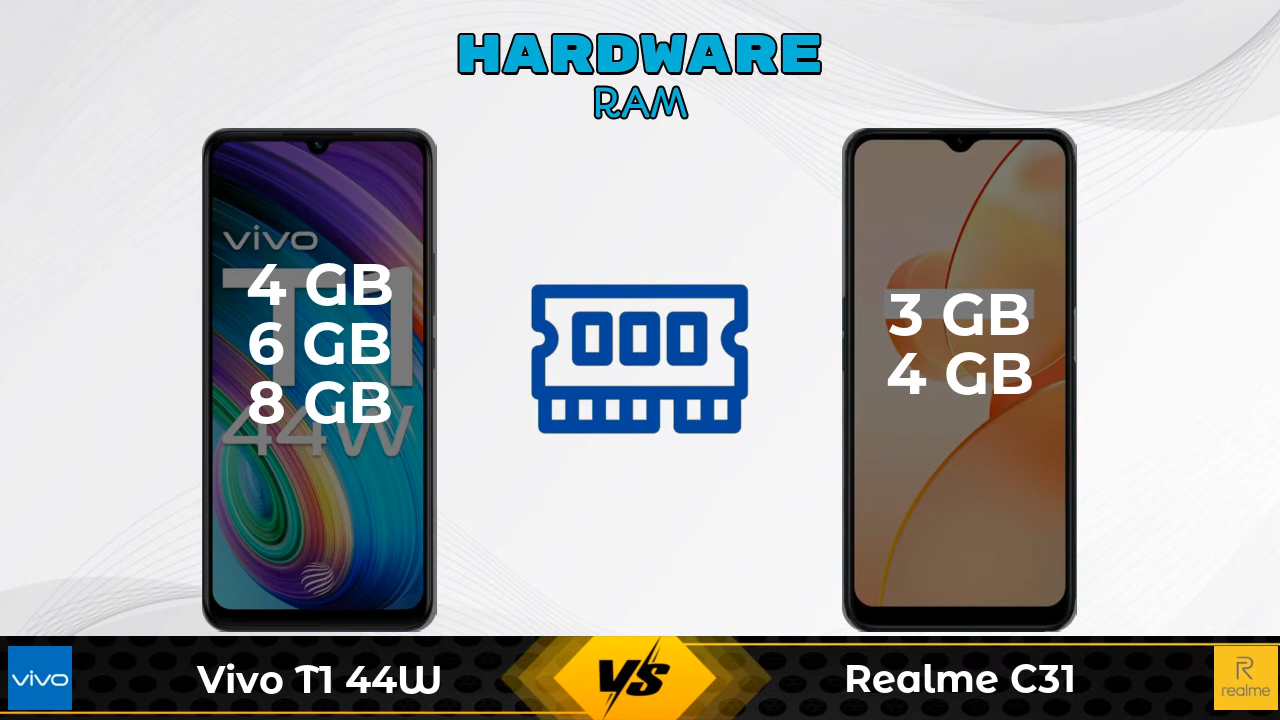 HARDWARE
RAM
vivo
T1
44W
4 GB
6 GB
8 GB
3 GB
4 GB
vivo
Vivo T1 44W
VS
Realme C31
R
realme